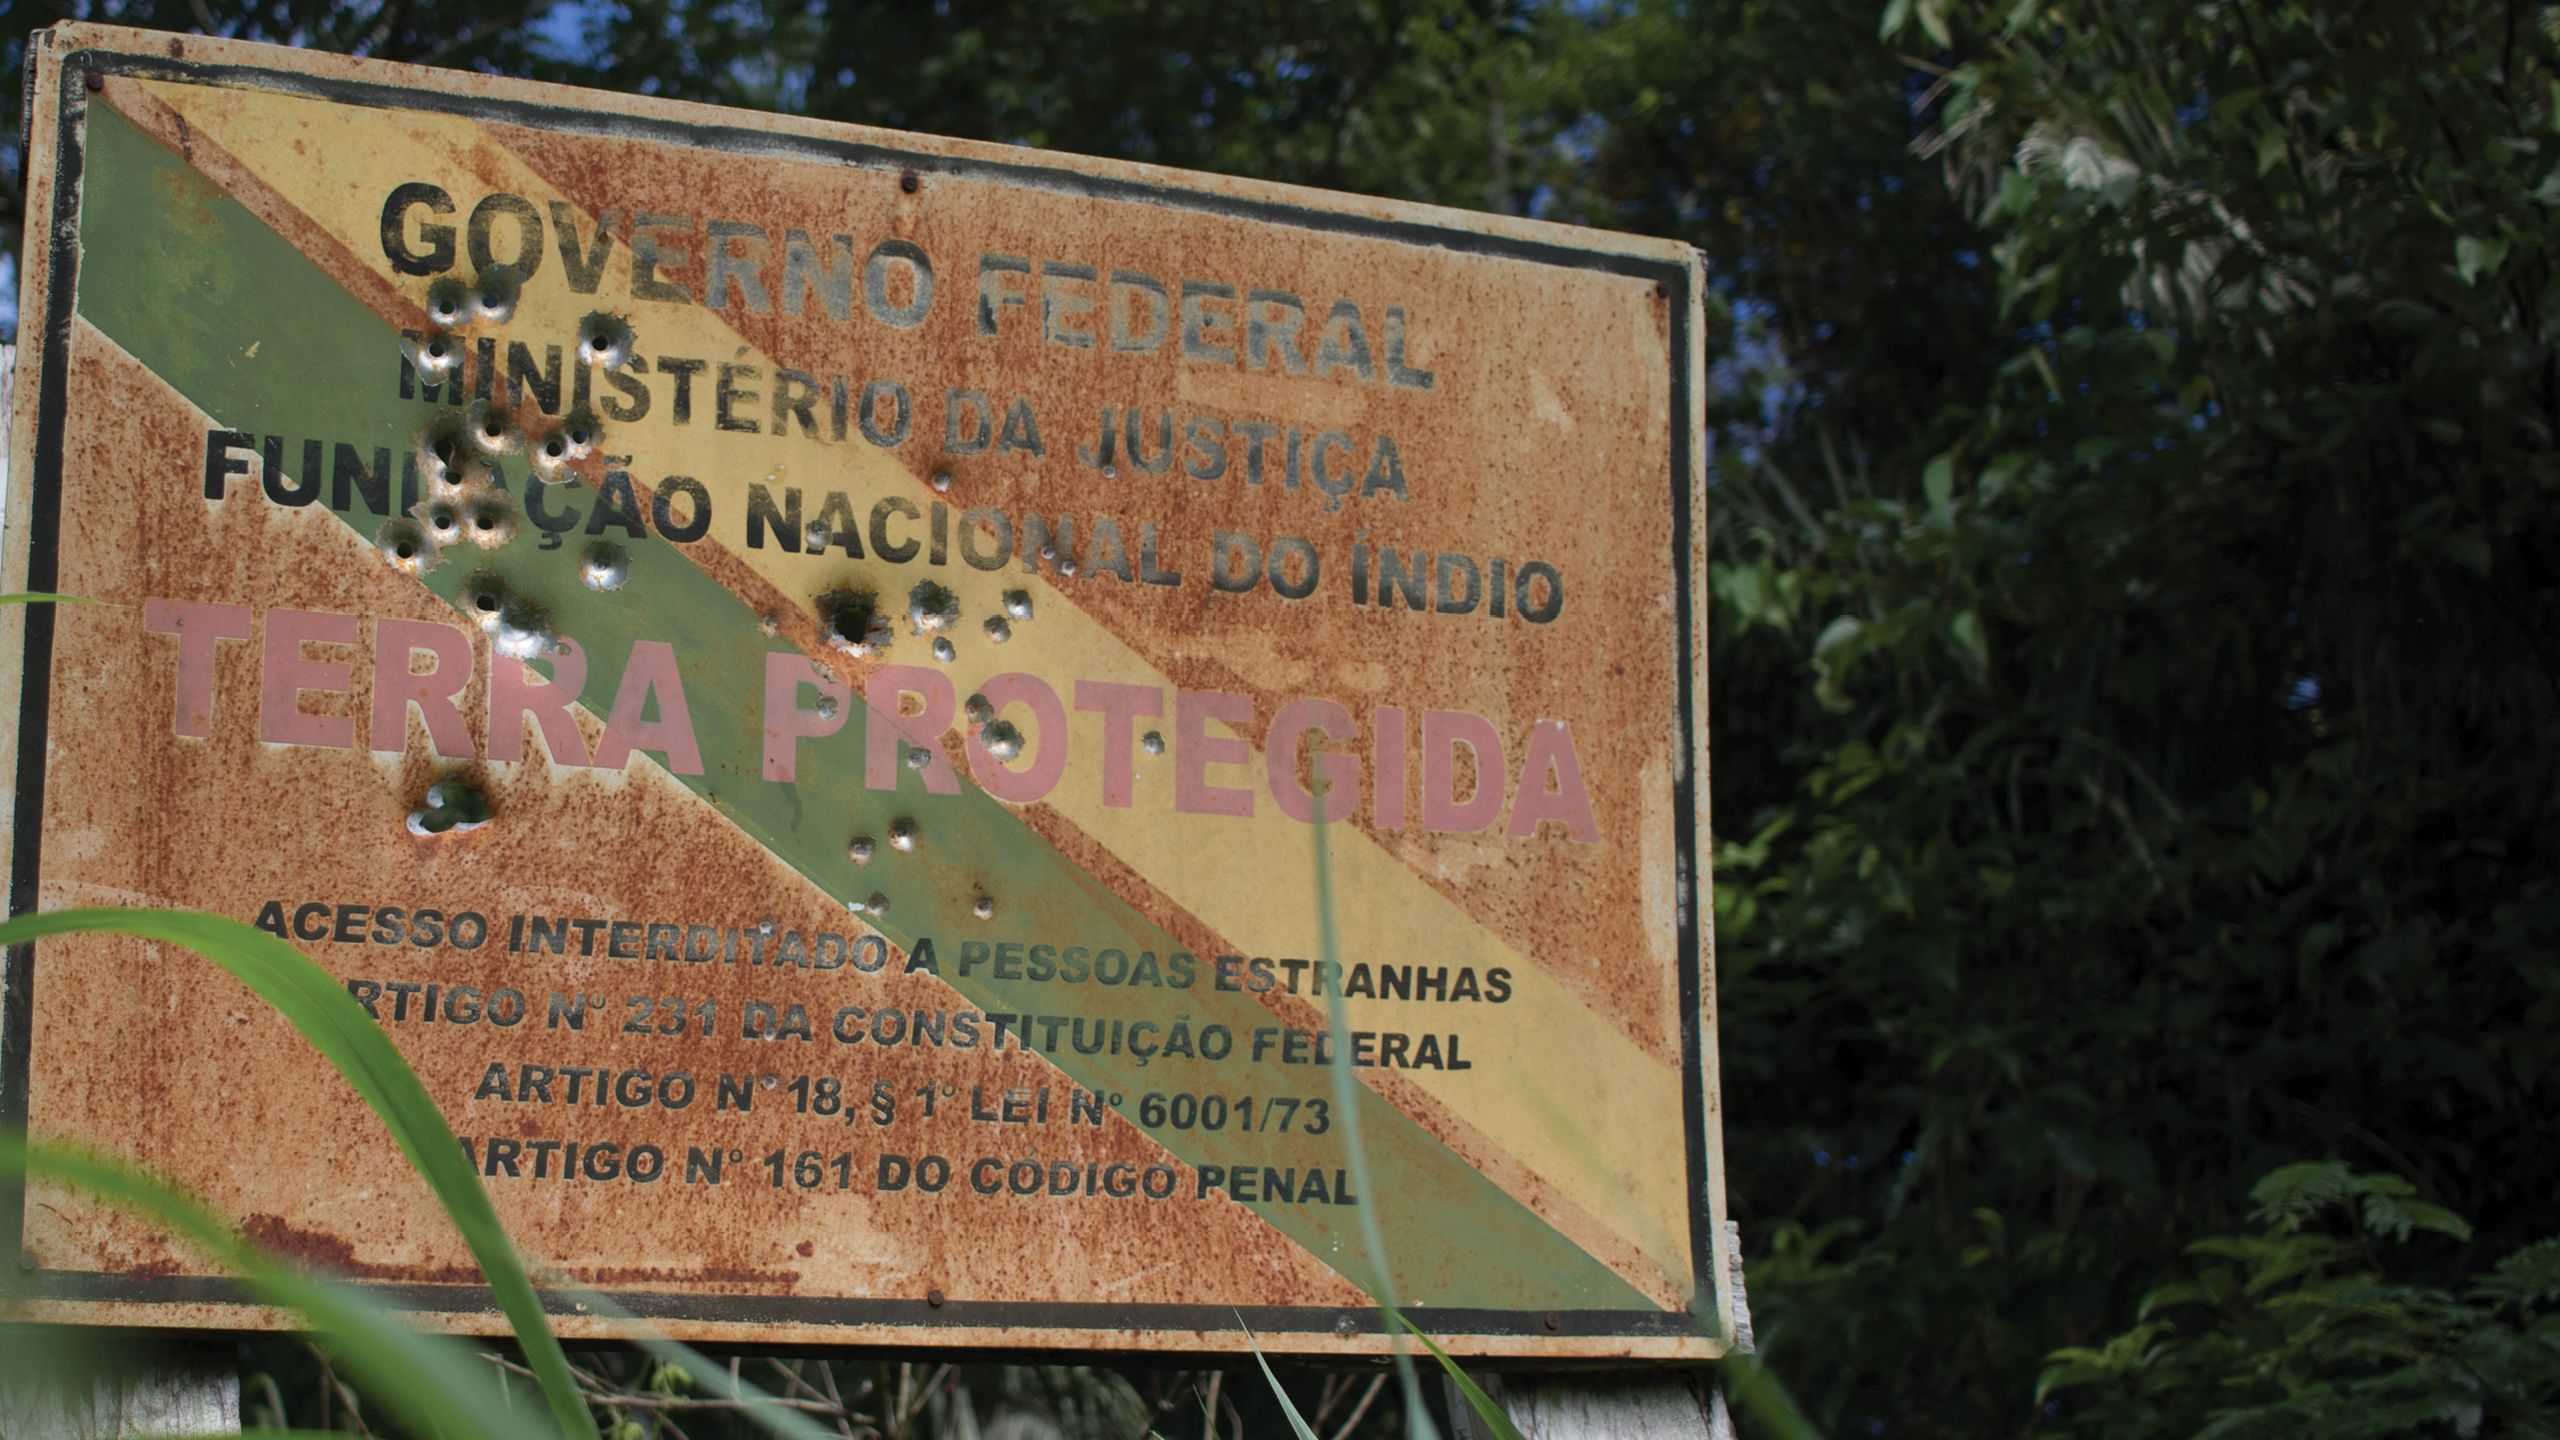 GOVERNO FEDERAL
MINISTÉRIO DA JUSTIÇA
FUNDAÇÃO NACIONAL DO ÍNDIO
TERRA PROTEGIDA
ACESSO INTERDITADO A PESSOAS ESTRANHAS
ARTIGO Nº 231 DA CONSTITUIÇÃO FEDERAL
ARTIGO Nº 18, § 1º LEI Nº 6001/73
ARTIGO Nº 161 DO CÓDIGO PENAL